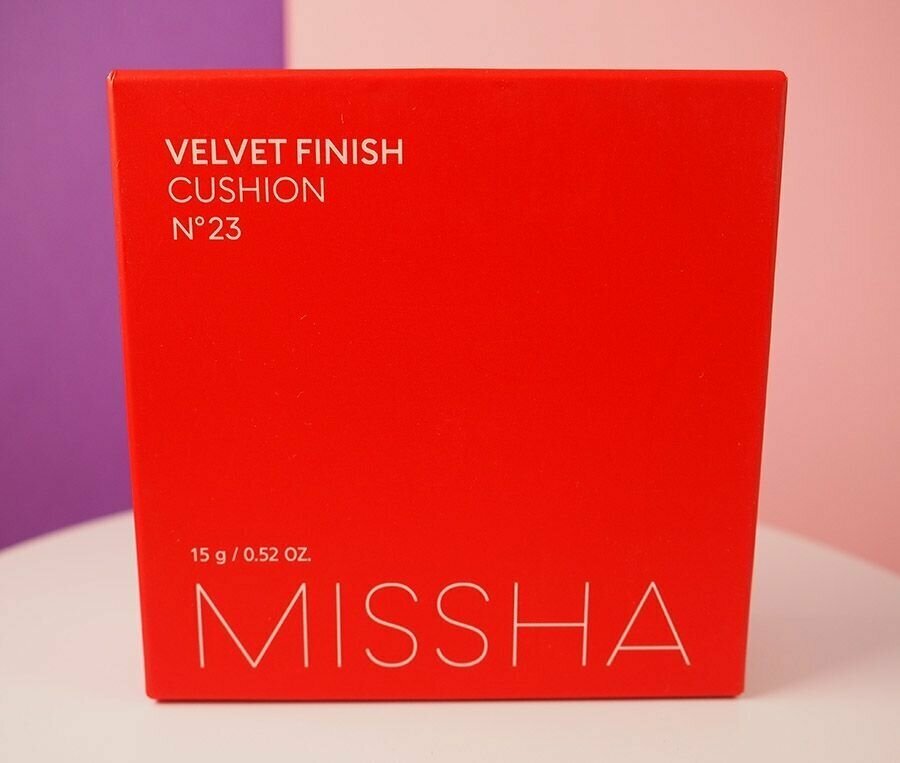 VELVET FINISH
CUSHION
N°23
15 g / 0.52 OZ.
MISSHA